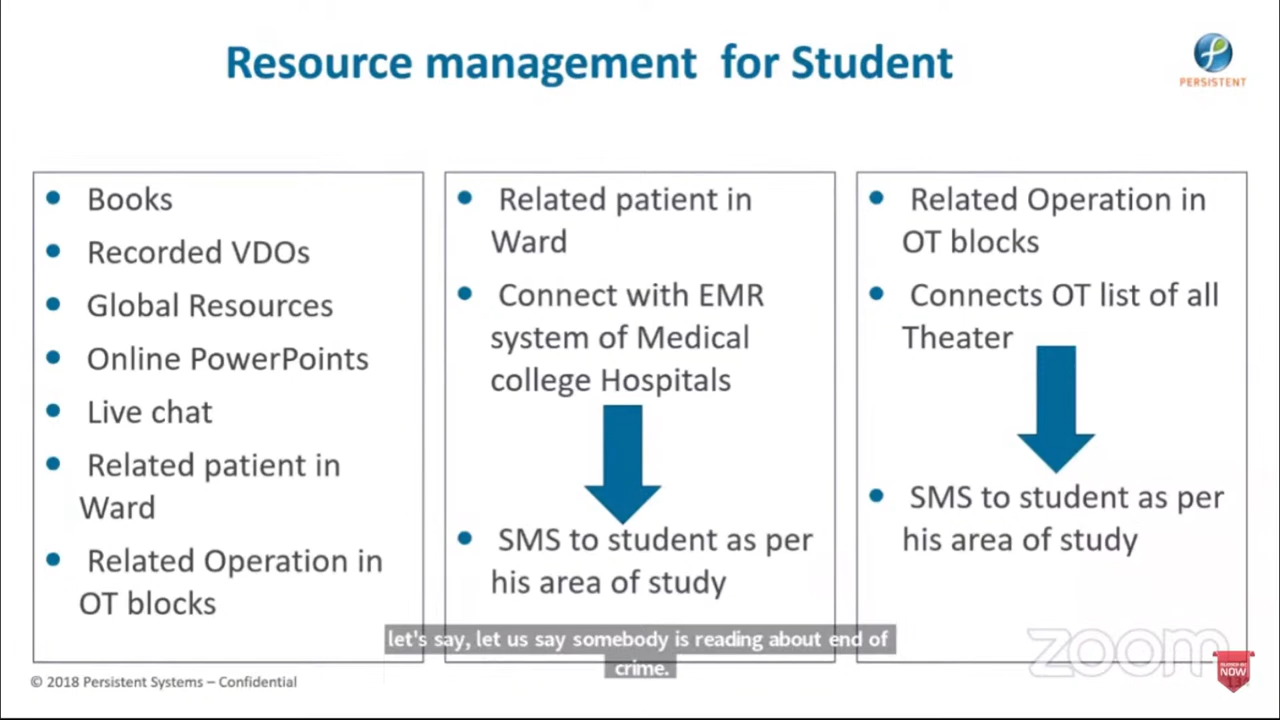 Resource management for Student
PERSISTENT
Books
Recorded VDOs
Global Resources
Online PowerPoints
Live chat
Related patient in
Ward
Related Operation in
OT blocks
Related patient in
Ward
Connect with EMR
system of Medical
college Hospitals
SMS to student as per
his area of study
Related Operation in
OT blocks
Connects OT list of all
Theater
SMS to student as per
his area of study
let's say, let us say somebody is reading about end of
crime.
zoom
NOW
© 2018 Persistent Systems – Confidential